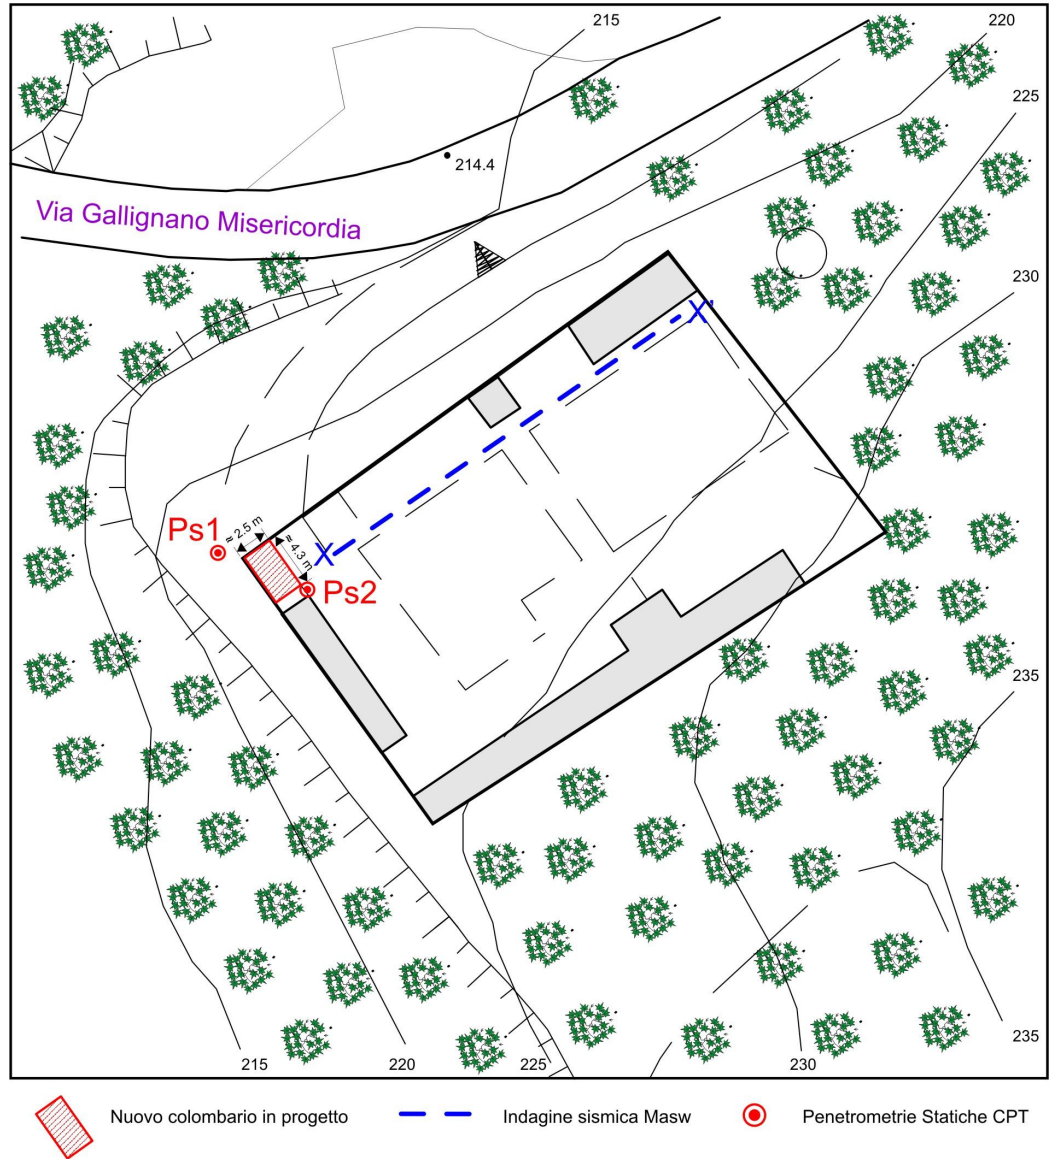 215
220
225
214.4
Via Gallignano Misericordia
230
X'
Ps1
≈ 2.5 m
≈ 4.3 m
X
Ps2
235
215
220
225
230
235
Nuovo colombario in progetto
Indagine sismica Masw
Penetrometrie Statiche CPT